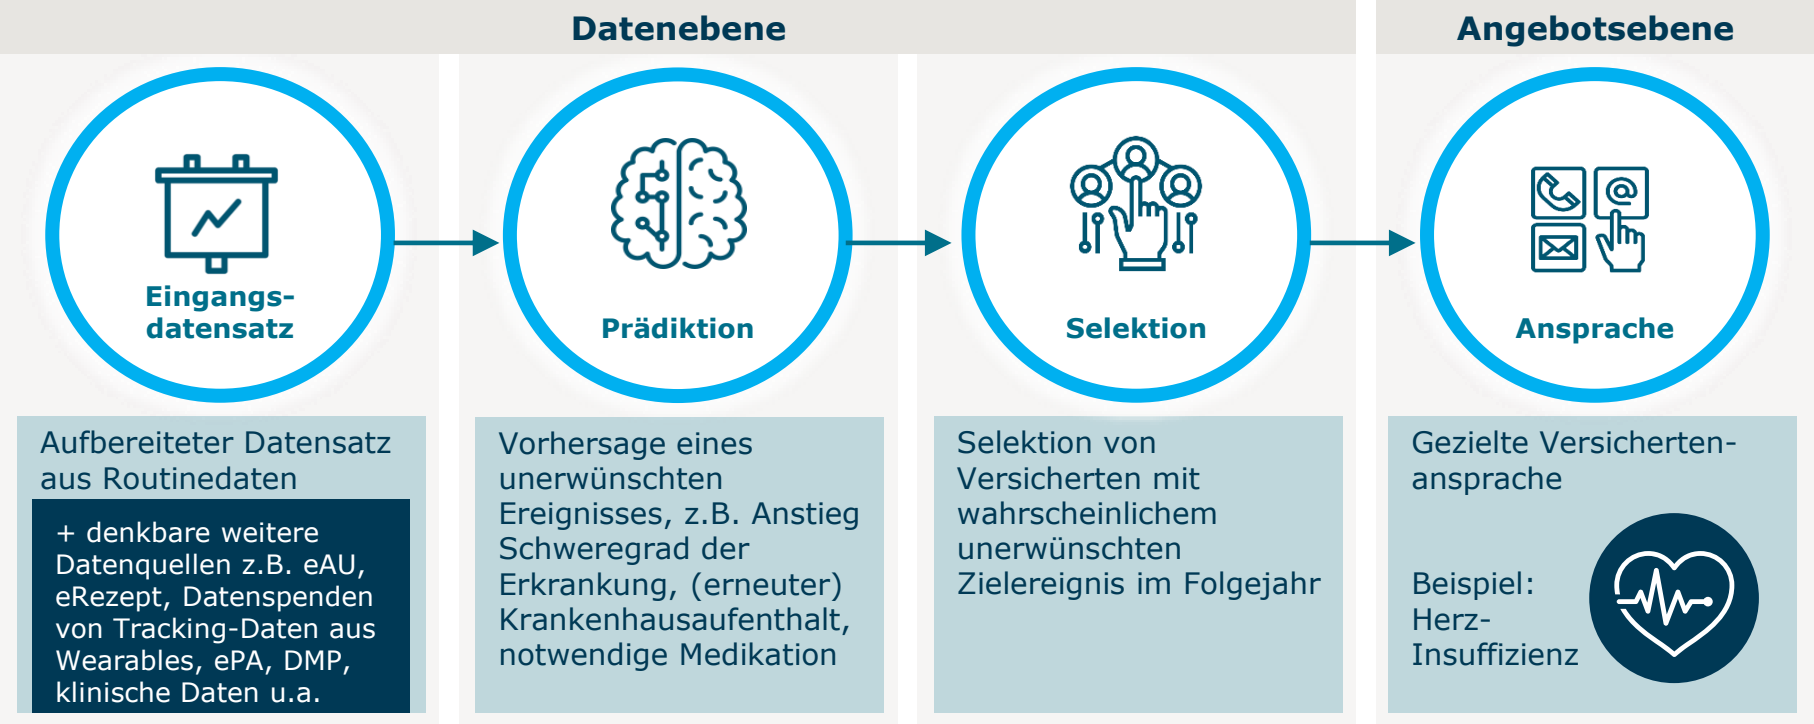 Datenebene
Angebotsebene
Eingangs-
datensatz
Prädiktion
Selektion
Ansprache
Aufbereiteter Datensatz
aus Routinedaten
+ denkbare weitere
Datenquellen z.B. eAU,
eRezept, Datenspenden
von Tracking-Daten aus
Wearables, ePA, DMP,
klinische Daten u.a.
Vorhersage eines
unerwünschten
Ereignisses, z.B. Anstieg
Schweregrad der
Erkrankung, (erneuter)
Krankenhausaufenthalt,
notwendige Medikation
Selektion von
Versicherten mit
wahrscheinlichem
unerwünschten
Zielereignis im Folgejahr
Gezielte Versicherten-
ansprache
Beispiel:
Herz-
Insuffizienz